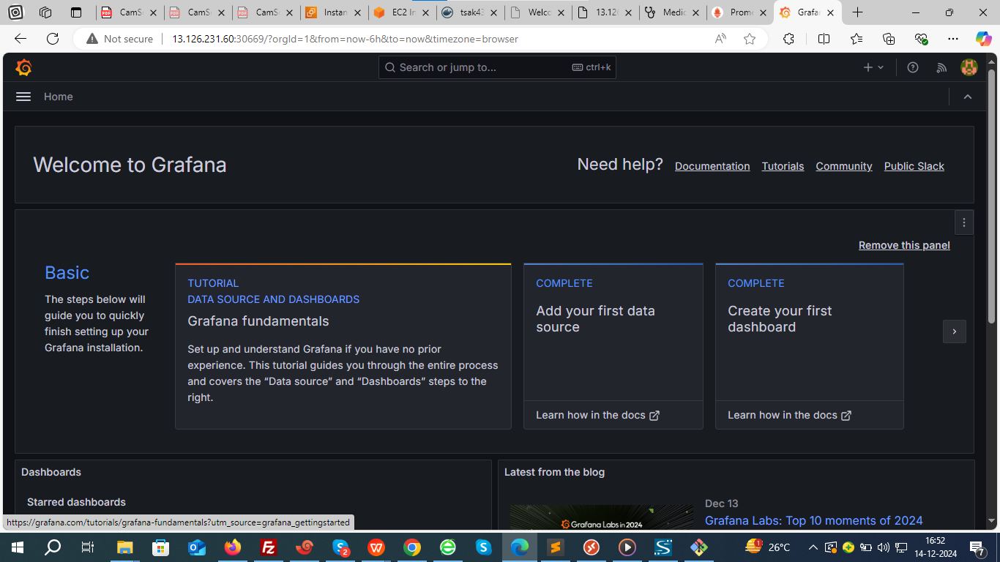 CamS
CamS
CamS
Instan
EC2 In
tsak43
Welco
13.126
Medic
Prome
Grafan
Not secure
13.126.231.60:30669/?orgId=1&from=now-6h&to=now&timezone=browser
Search or jump to...
ctrl+k
Home
Welcome to Grafana
Need help?
Documentation
Tutorials
Community
Public Slack
Remove this panel
Basic
The steps below will
guide you to quickly
finish setting up your
Grafana installation.
TUTORIAL
DATA SOURCE AND DASHBOARDS
Grafana fundamentals
Set up and understand Grafana if you have no prior
experience. This tutorial guides you through the entire process
and covers the “Data source” and “Dashboards” steps to the
right.
COMPLETE
Add your first data
source
Learn how in the docs
COMPLETE
Create your first
dashboard
Learn how in the docs
Dashboards
Starred dashboards
Latest from the blog
Grafana Labs in 2024
Dec 13
Grafana Labs: Top 10 moments of 2024
https://grafana.com/tutorials/grafana-fundamentals?utm_source=grafana_gettingstarted
26°C
16:52
14-12-2024
7